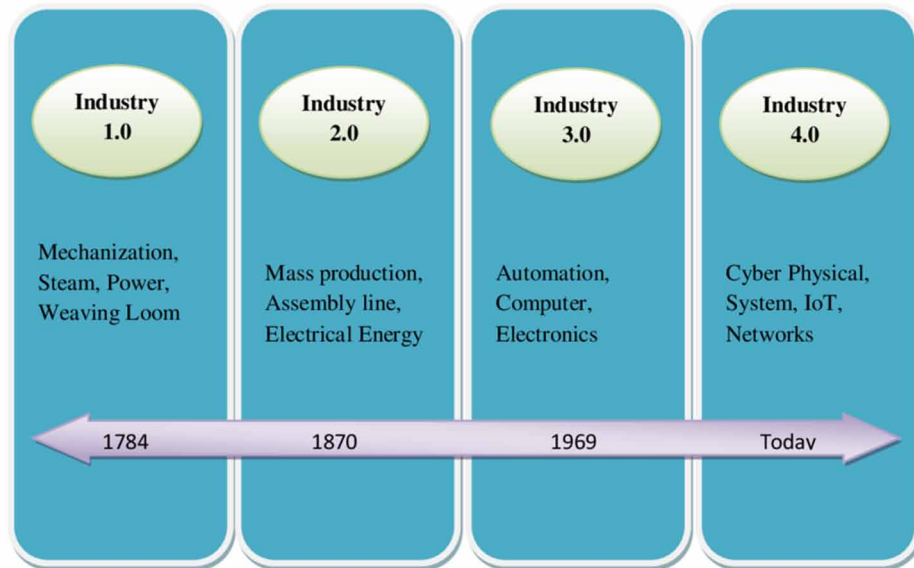 Industry
1.0
Industry
2.0
Industry
3.0
Industry
4.0
Mechanization,
Steam, Power,
Weaving Loom
Mass production,
Assembly line,
Electrical Energy
Automation,
Computer,
Electronics
Cyber Physical,
System, IoT,
Networks
1784
1870
1969
Today